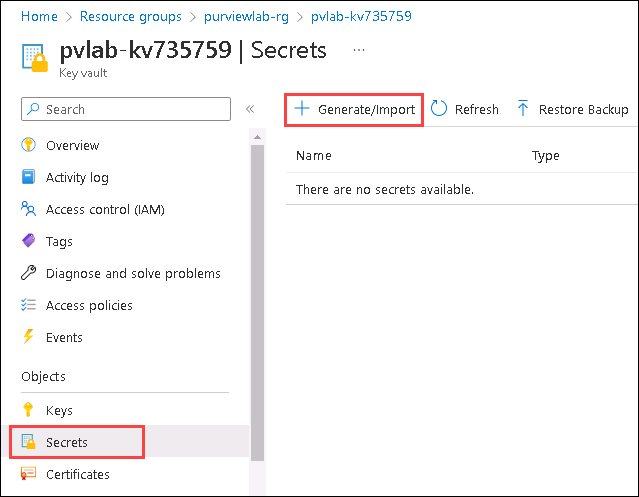 Home > Resource groups > purviewlab-rg > pvlab-kv735759
pvlab-kv735759 | Secrets ...
Key vault
Search «
+ Generate/Import Refresh Restore Backup
Name Type
There are no secrets available.
Overview
Activity log
Access control (IAM)
Tags
Diagnose and solve problems
Access policies
Events
Objects
Keys
Secrets
Certificates